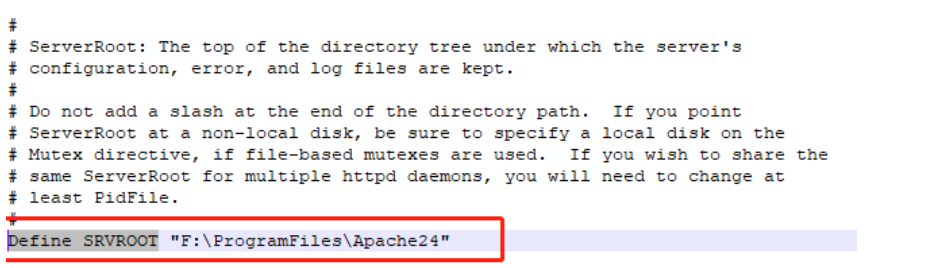 #
# ServerRoot: The top of the directory tree under which the server's
# configuration, error, and log files are kept.
#
# Do not add a slash at the end of the directory path.  If you point
# ServerRoot at a non-local disk, be sure to specify a local disk on the
# Mutex directive, if file-based mutexes are used.  If you wish to share the
# same ServerRoot for multiple httpd daemons, you will need to change at
# least PidFile.
#
Define SRVROOT "F:\ProgramFiles\Apache24"